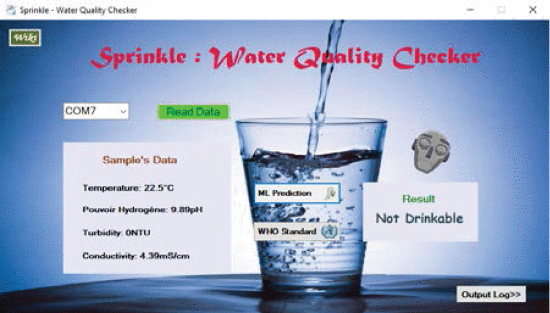 Sprinkle - Water Quality Checker
Wiki
Sprinkle : Water Quality Checker
COM7
Read Data
Sample's Data
Temperature: 22.5°C
Pouvoir Hydrogène: 9.89pH
Turbidity: 0NTU
Conductivity: 4.39mS/cm
ML Prediction
WHO Standard
Result
Not Drinkable
Output Log>>